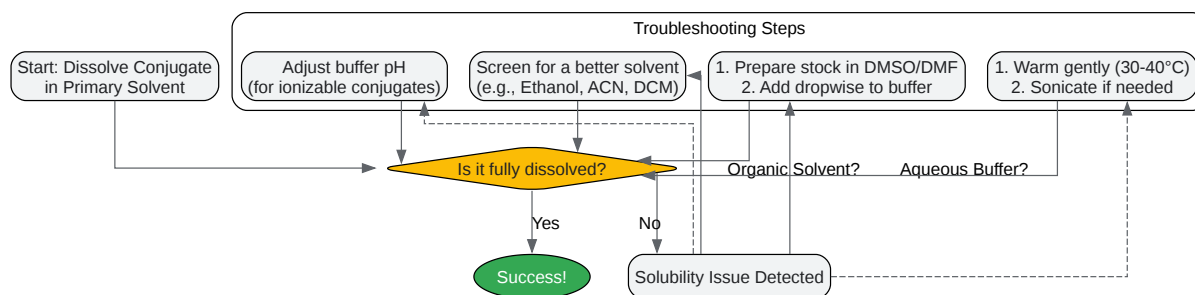 Troubleshooting Steps
Start: Dissolve Conjugate
in Primary Solvent
Adjust buffer pH
(for ionizable conjugates)
Screen for a better solvent
(e.g., Ethanol, ACN, DCM)
1. Prepare stock in DMSO/DMF
2. Add dropwise to buffer
1. Warm gently (30-40°C)
2. Sonicate if needed
Is it fully dissolved?
Organic Solvent?
Aqueous Buffer?
Yes
No
Success!
Solubility Issue Detected